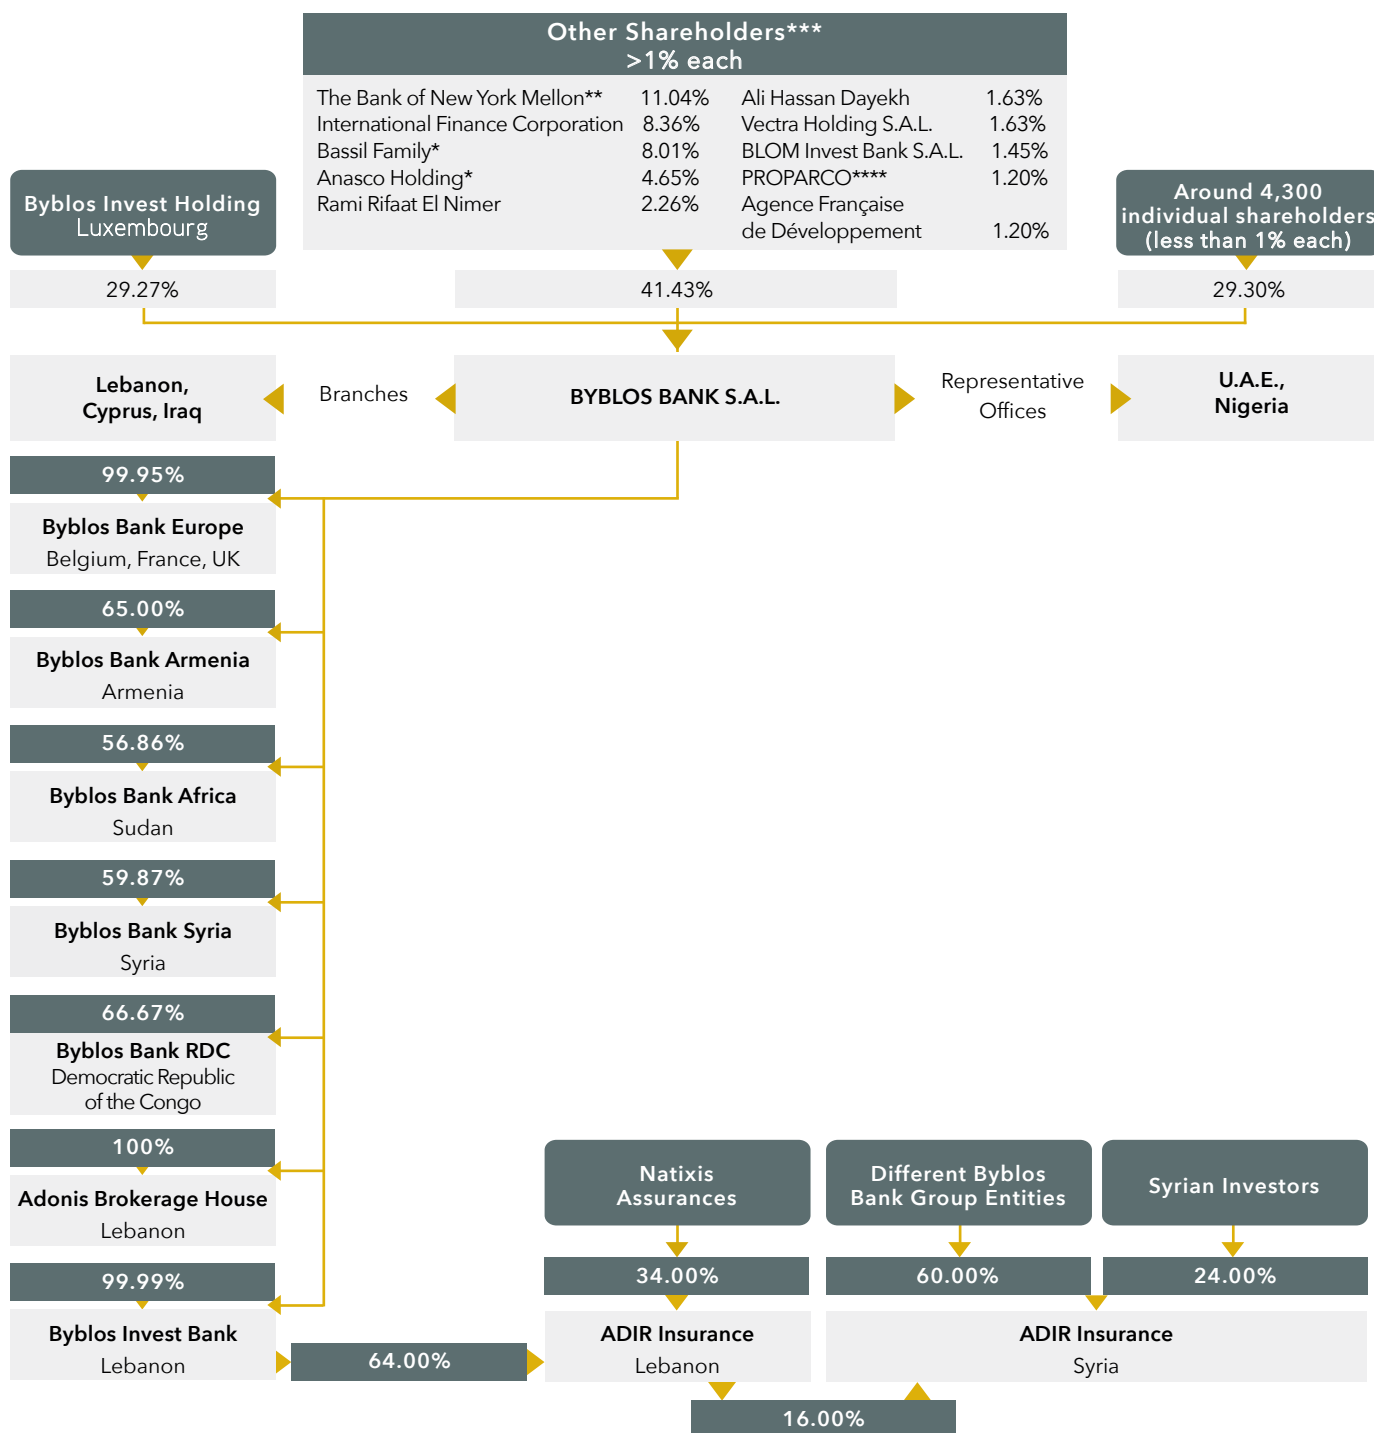 Other Shareholders***
>1% each
The Bank of New York Mellon** 11.04% Ali Hassan Dayekh 1.63%
International Finance Corporation 8.36% Vectra Holding S.A.L. 1.63%
Bassil Family* 8.01% BLOM Invest Bank S.A.L. 1.45%
Anasco Holding* 4.65% PROPARCO**** 1.20%
Rami Rifaat El Nimer 2.26% Agence Française
de Développement 1.20%
Byblos Invest Holding
Luxembourg
Around 4,300
individual shareholders
(less than 1% each)
29.27%
41.43%
29.30%
Lebanon,
Cyprus, Iraq
Branches
BYBLOS BANK S.A.L.
Representative
Offices
U.A.E.,
Nigeria
99.95%
Byblos Bank Europe
Belgium, France, UK
65.00%
Byblos Bank Armenia
Armenia
56.86%
Byblos Bank Africa
Sudan
59.87%
Byblos Bank Syria
Syria
66.67%
Byblos Bank RDC
Democratic Republic
of the Congo
100%
Adonis Brokerage House
Lebanon
99.99%
Byblos Invest Bank
Lebanon
64.00%
Natixis
Assurances
34.00%
ADIR Insurance
Lebanon
Different Byblos
Bank Group Entities
60.00%
Syrian Investors
24.00%
ADIR Insurance
Syria
16.00%